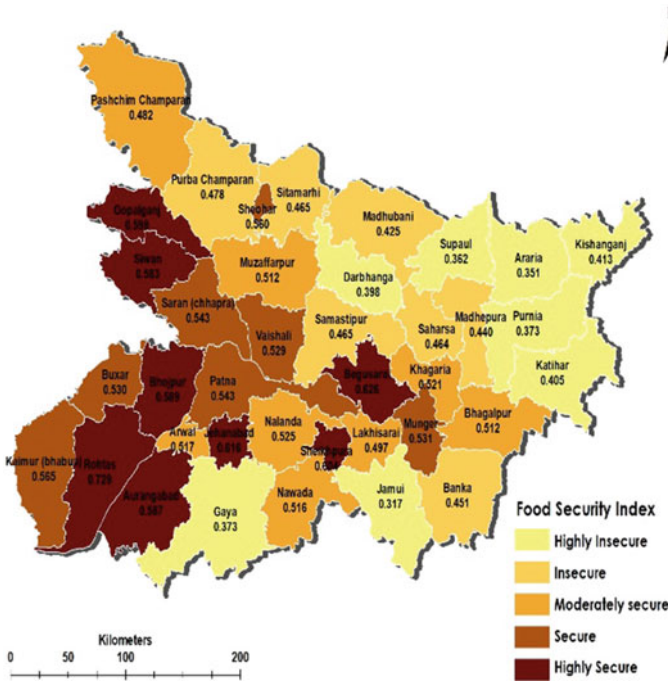 Pashchim Champaran
0.482
Purba Champaran
0.478
Sitamarhi
0.465
Sheohar
0.560
Gopalganj
Madhubani
0.425
Supaul
0.362
Araria
0.351
Kishanganj
0.413
Siwan
0.583
Muzaffarpur
0.512
Darbhanga
0.398
Saran (chhapra)
0.543
Vaishali
0.529
Samastipur
0.465
Saharsa
0.464
Madhepura
0.440
Purnia
0.373
Katihar
0.405
Buxar
0.530
Bhojpur
0.589
Patna
0.543
Begusarai
0.626
Khagaria
0.521
Munger
0.531
Bhagalpur
0.512
Kaimur (bhabua)
0.565
Rohtas
0.729
Arwal
0.517
Jehanabad
0.616
Nalanda
0.525
Sheikhpura
0.604
Lakhisarai
0.497
Aurangabad
0.587
Gaya
0.373
Nawada
0.516
Jamui
0.317
Banka
0.451
Food Security Index
Highly Insecure
Insecure
Moderately secure
Secure
Highly Secure
Kilometers
0 25 50 100 150 200